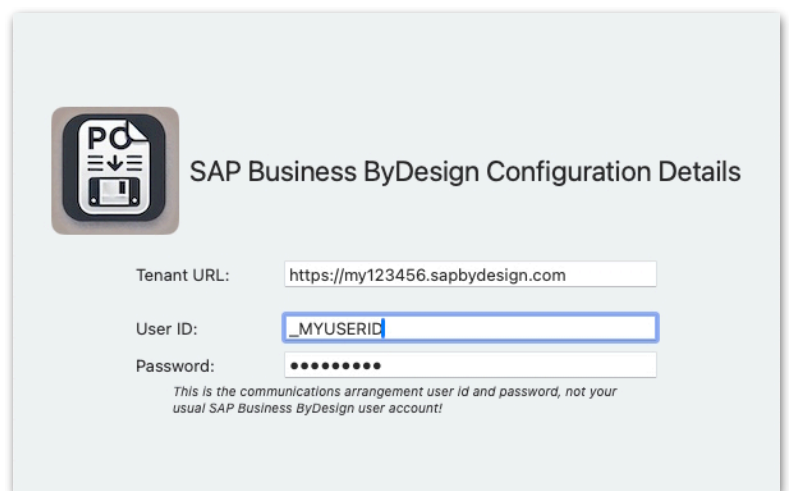 PO
SAP Business ByDesign Configuration Details
Tenant URL:
https://my123456.sapbydesign.com
User ID:
_MYUSERID
Password:
●●●●●●●●●
This is the communications arrangement user id and password, not your
usual SAP Business ByDesign user account!